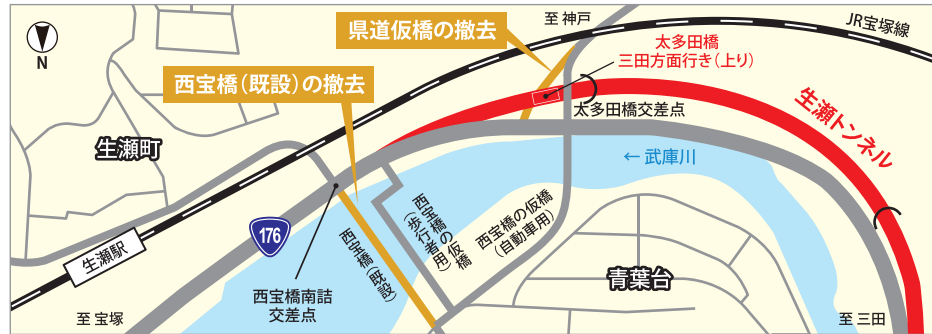 至 神戸
JR宝塚線
県道仮橋の撤去
太多田橋
三田方面行き(上り)
N
西宝橋(既設)の撤去
太多田橋交差点
生瀬トンネル
生瀬町
← 武庫川
西宝橋の仮橋
(歩行者用)
西宝橋の仮橋
(自動車用)
176
生瀬駅
西宝橋(既設)
青葉台
西宝橋南詰
交差点
至 宝塚
至 三田